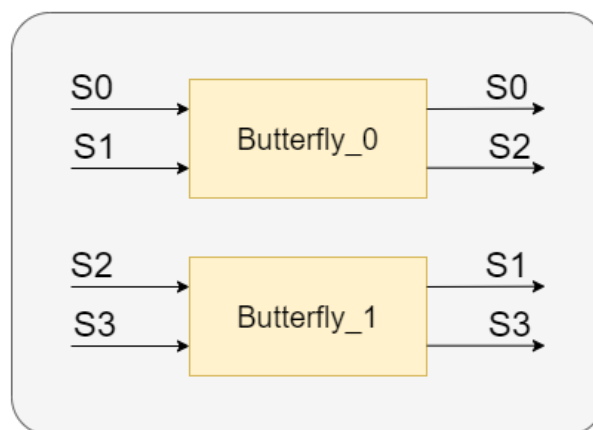 S0 S0
Butterfly_0
S1 S2
S2 S1
Butterfly_1
S3 S3